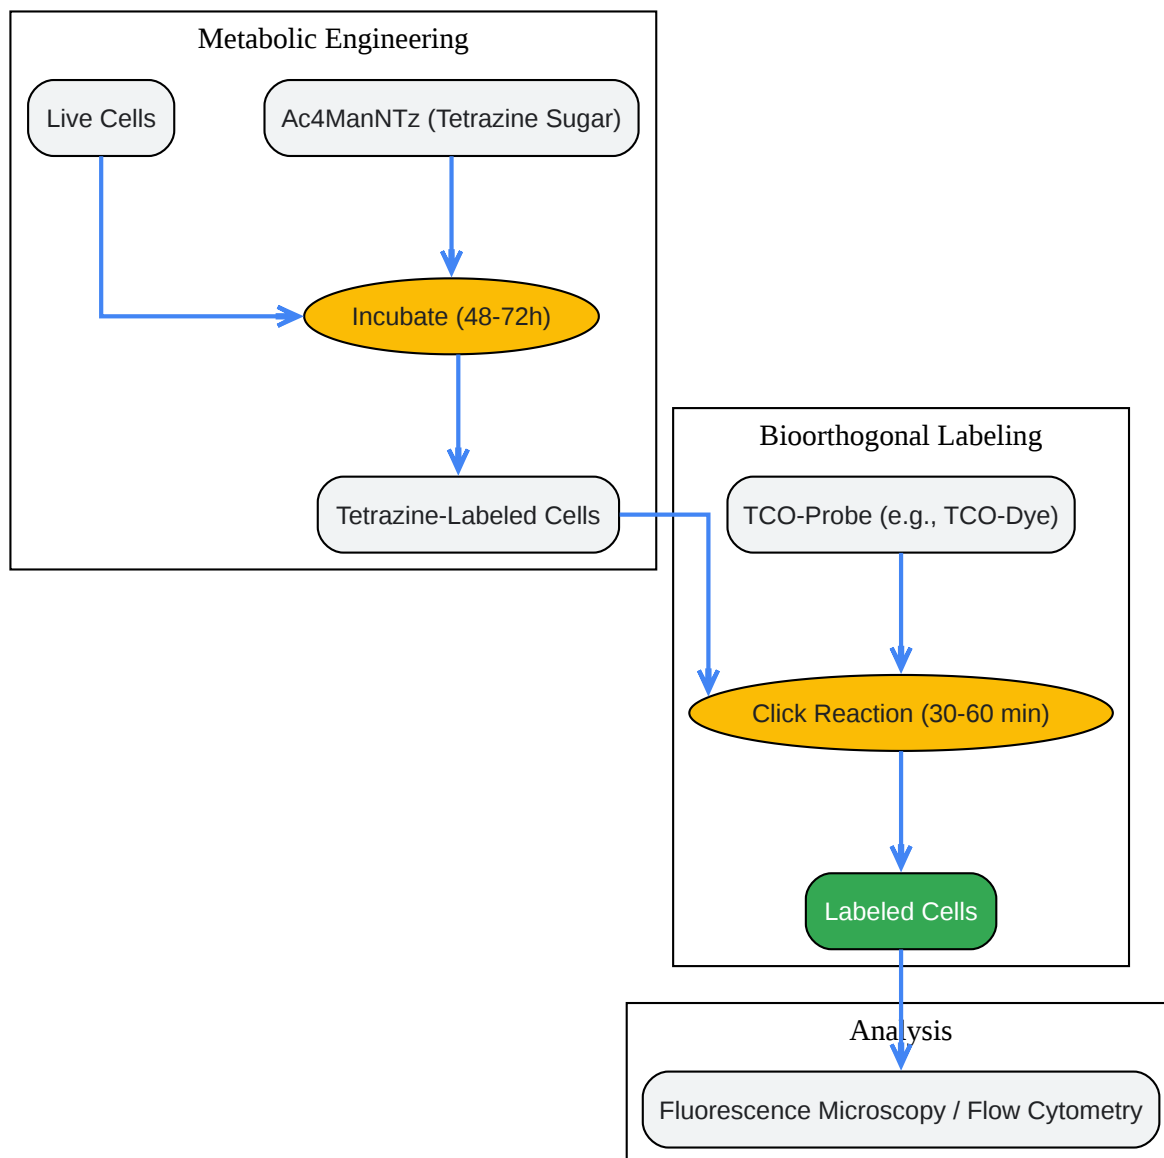 Metabolic Engineering
Live Cells
Ac4ManNTz (Tetrazine Sugar)
Incubate (48-72h)
Tetrazine-Labeled Cells
Bioorthogonal Labeling
TCO-Probe (e.g., TCO-Dye)
Click Reaction (30-60 min)
Labeled Cells
Analysis
Fluorescence Microscopy / Flow Cytometry